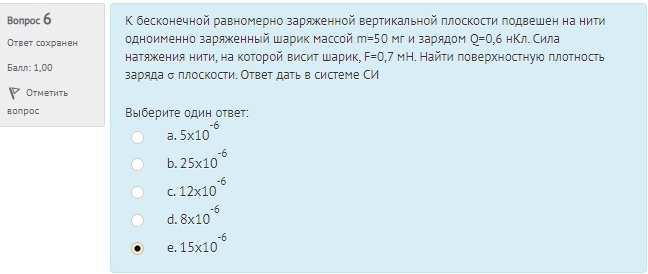 Вопрос 6
Ответ сохранен
Балл: 1,00
Отметить
вопрос
К бесконечной равномерно заряженной вертикальной плоскости подвешен на нити
одноименно заряженный шарик массой m=50 мг и зарядом Q=0,6 нКл. Сила
натяжения нити, на которой висит шарик, F=0,7 мН. Найти поверхностную плотность
заряда σ плоскости. Ответ дать в системе СИ
Выберите один ответ:
a. 5x10⁻⁶
b. 25x10⁻⁶
c. 12x10⁻⁶
d. 8x10⁻⁶
e. 15x10⁻⁶